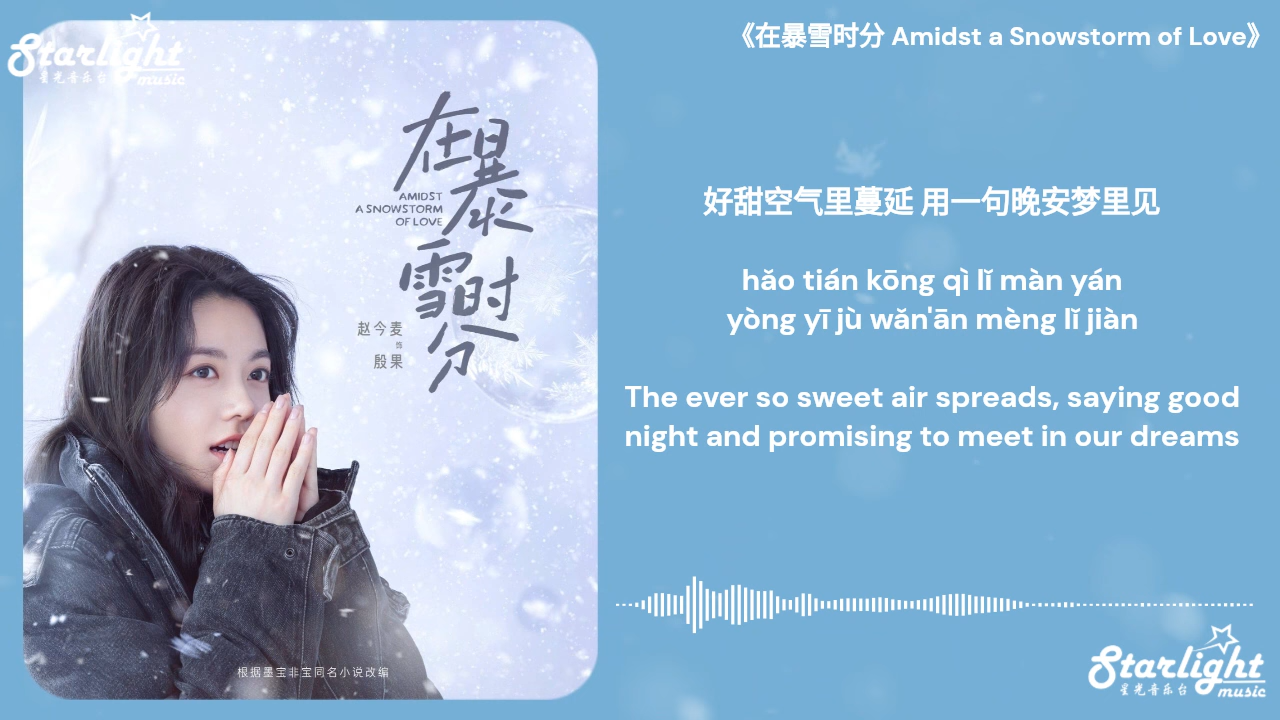 Starlight
星光音乐台 music
《在暴雪时分 Amidst a Snowstorm of Love》
在暴
AMIDST
A SNOWSTORM
OF LOVE
雪时
分
赵今麦
饰
殷果
根据墨宝非宝同名小说改编
好甜空气里蔓延 用一句晚安梦里见
hǎo tián kōng qì lǐ màn yán
yòng yī jù wǎn'ān mèng lǐ jiàn
The ever so sweet air spreads, saying good
night and promising to meet in our dreams
Starlight
星光音乐台 music